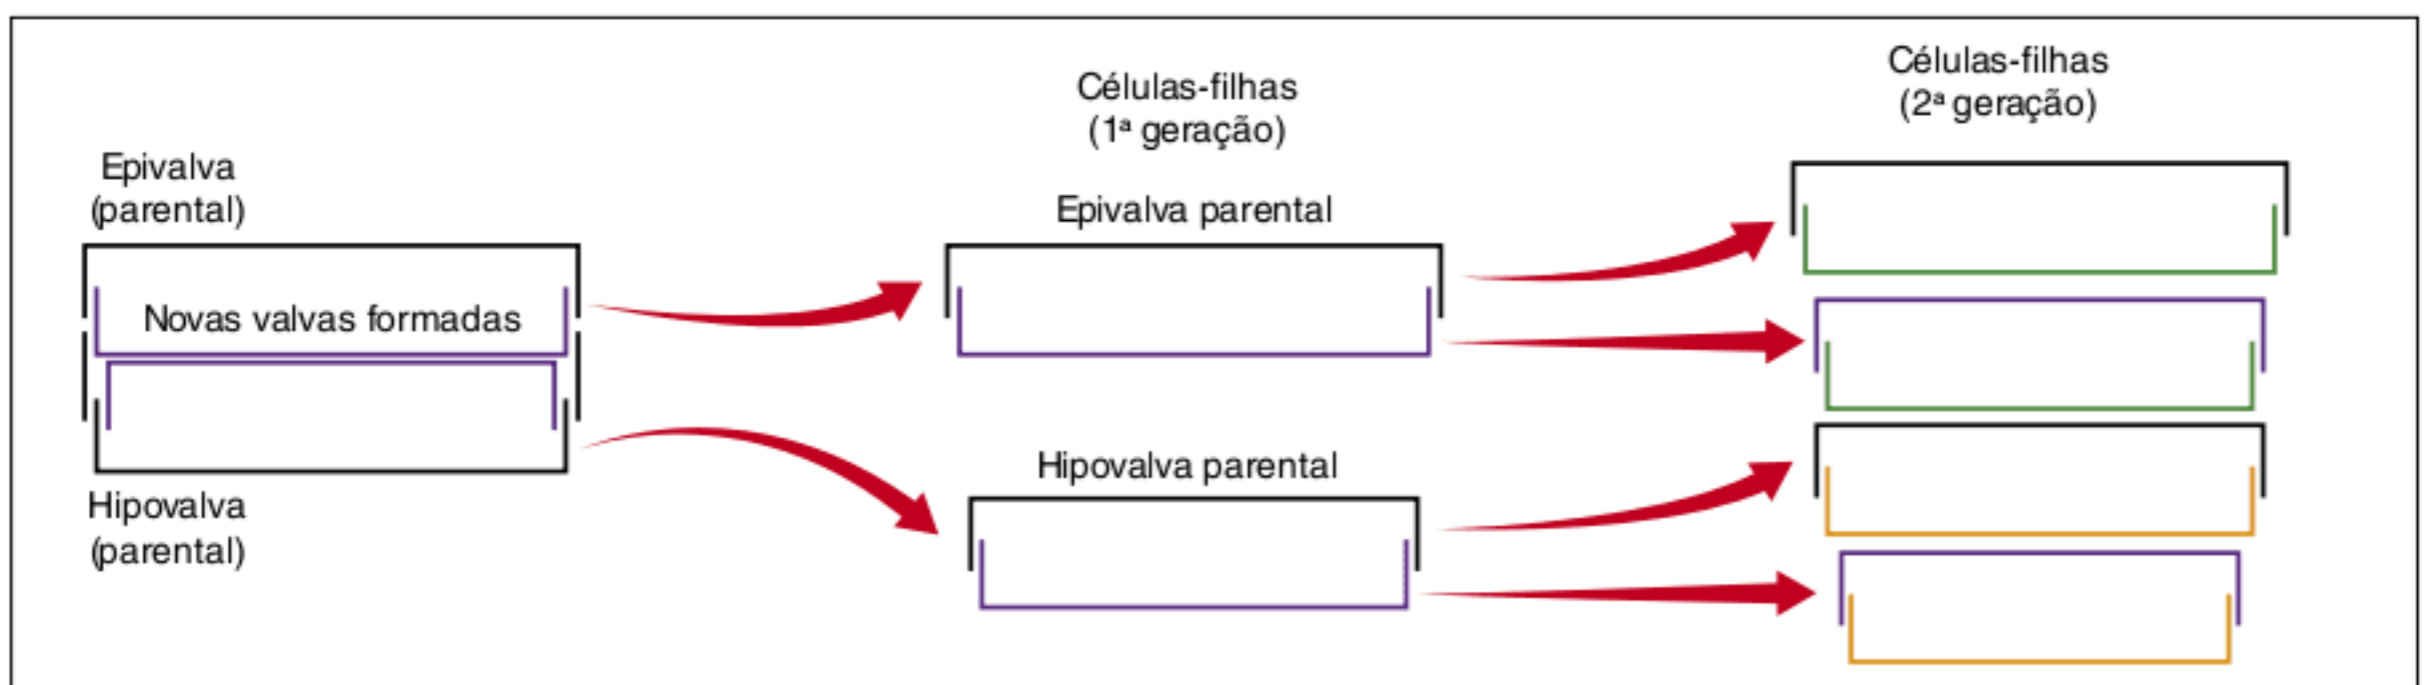 Epivalva
(parental)
Novas valvas formadas
Hipovalva
(parental)
Células-filhas
(1ª geração)
Epivalva parental
Hipovalva parental
Células-filhas
(2ª geração)